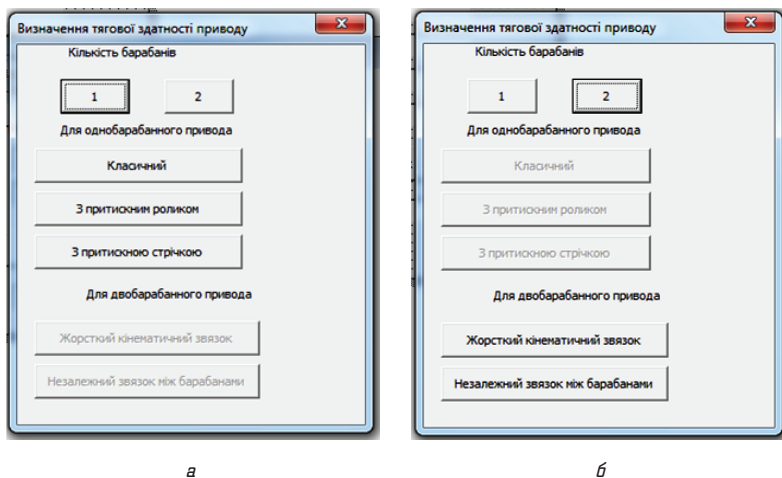 Визначення тягової здатності приводу
Кількість барабанів
1 2
Для однобарабанного привода
Класичний
З притискним роликом
З притискною стрічкою
Для двобарабанного привода
Жорсткий кінематичний звязок
Незалежний звязок між барабанами
а
Визначення тягової здатності приводу
Кількість барабанів
1 2
Для однобарабанного привода
Класичний
З притискним роликом
З притискною стрічкою
Для двобарабанного привода
Жорсткий кінематичний звязок
Незалежний звязок між барабанами
б